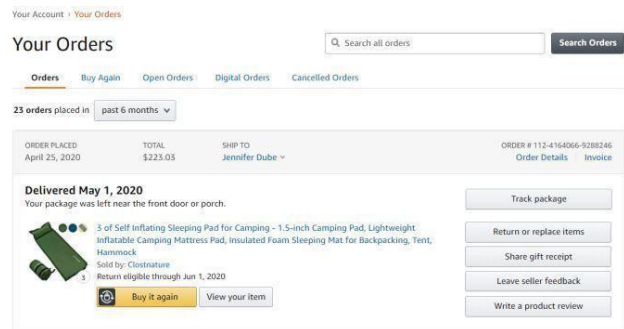 Your Account › Your Orders
Your Orders
Search all orders
Search Orders
Orders Buy Again Open Orders Digital Orders Cancelled Orders
23 orders placed in past 6 months
ORDER PLACED TOTAL SHIP TO ORDER # 112-4164066-9288246
April 25, 2020 $223.03 Jennifer Dube Order Details Invoice
Delivered May 1, 2020
Your package was left near the front door or porch.
Track package
3 of Self Inflating Sleeping Pad for Camping - 1.5-inch Camping Pad, Lightweight
Inflatable Camping Mattress Pad, Insulated Foam Sleeping Mat for Backpacking, Tent,
Hammock
Sold by: Clostnature
3
Return eligible through Jun 1, 2020
Buy it again View your item
Return or replace items
Share gift receipt
Leave seller feedback
Write a product review